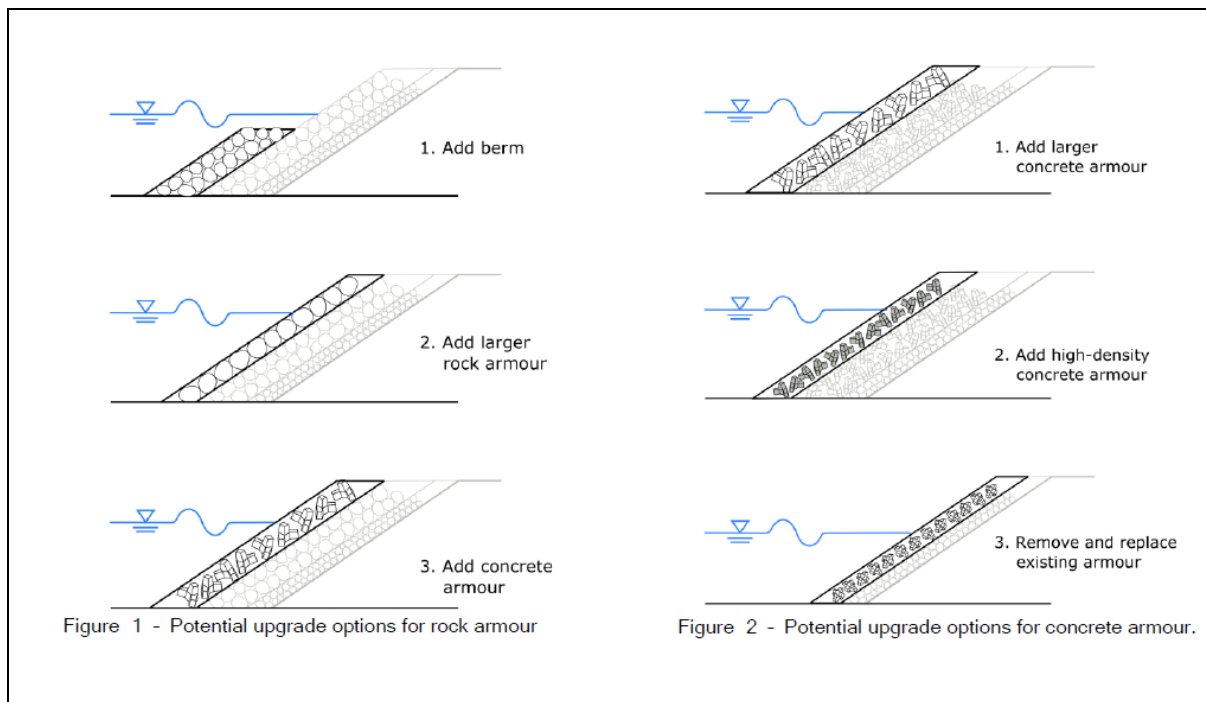 1. Add berm
2. Add larger
rock armour
3. Add concrete
armour
Figure 1 - Potential upgrade options for rock armour
1. Add larger
concrete armour
2. Add high-density
concrete armour
3. Remove and replace
existing armour
Figure 2 - Potential upgrade options for concrete armour.